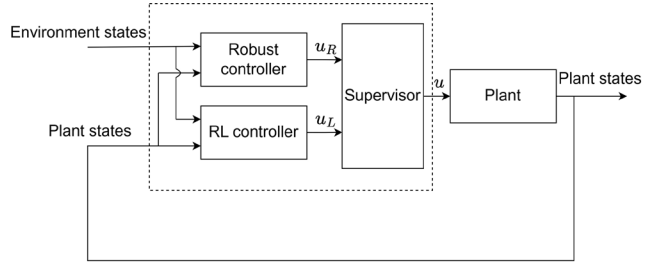 Environment states
Robust
controller
u_R
Plant states
RL controller
u_L
Supervisor
u
Plant
Plant states